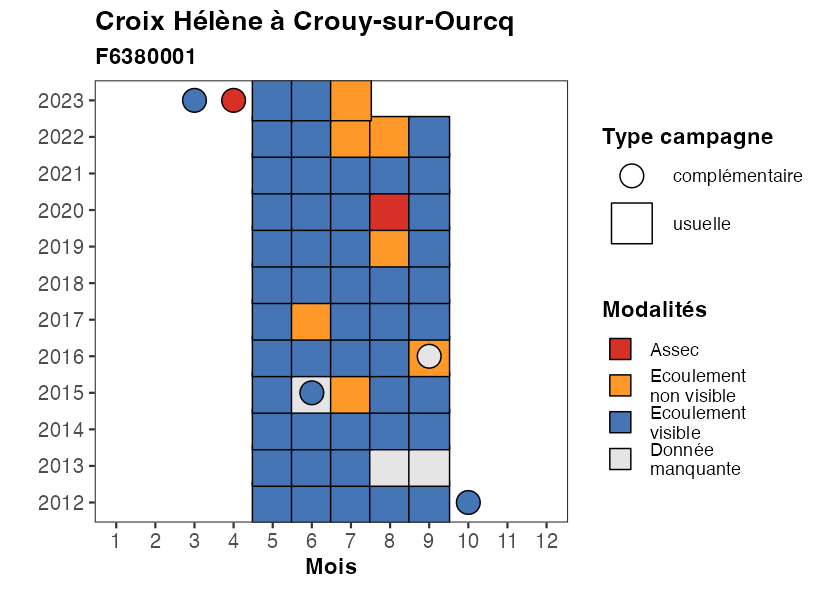 Croix Hélène à Crouy-sur-Ourcq
F6380001
2023
2022
2021
2020
2019
2018
2017
2016
2015
2014
2013
2012
1 2 3 4 5 6 7 8 9 10 11 12
Mois
Type campagne
complémentaire
usuelle
Modalités
Assec
Ecoulement
non visible
Ecoulement
visible
Donnée
manquante